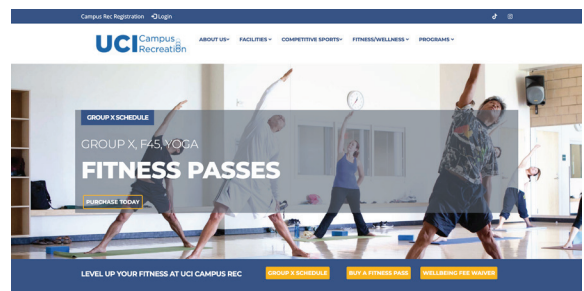 Campus Rec Registration Login
UCI Campus Recreation
ABOUT US FACILITIES COMPETITIVE SPORTS FITNESS/WELLNESS PROGRAMS
GROUP X SCHEDULE
GROUP X, F45, YOGA
FITNESS PASSES
PURCHASE TODAY
LEVEL UP YOUR FITNESS AT UCI CAMPUS REC GROUP X SCHEDULE BUY A FITNESS PASS WELLBEING FEE WAIVER